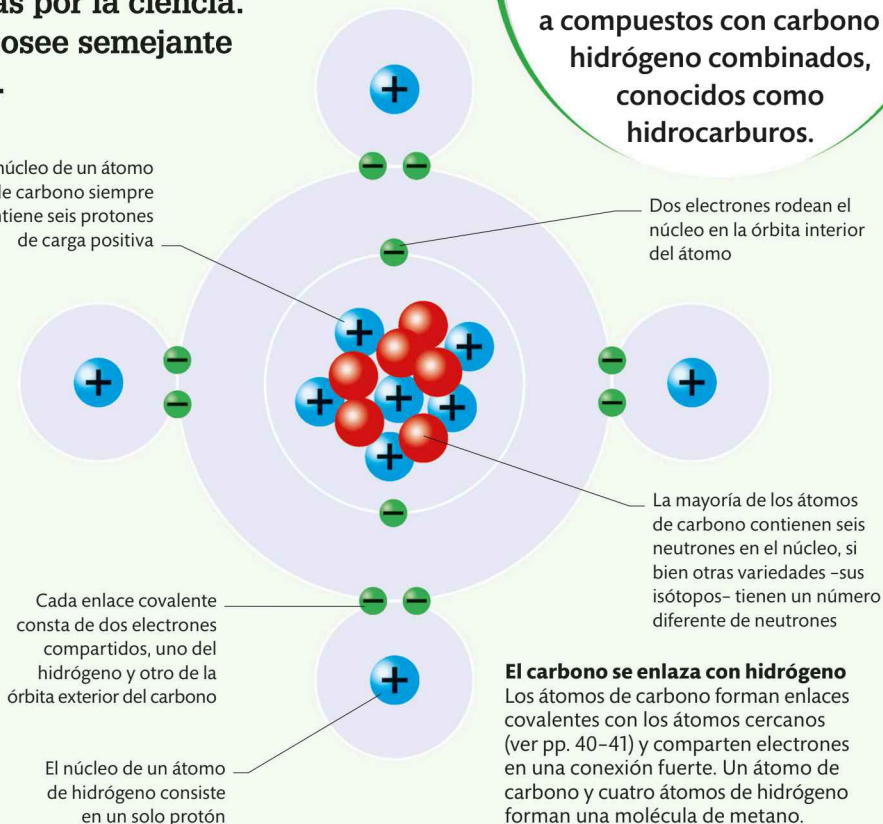 as por la ciencia.
osee semejante
a compuestos con carbono
hidrógeno combinados,
conocidos como
hidrocarburos.
núcleo de un átomo
de carbono siempre
ntiene seis protones
de carga positiva
Dos electrones rodean el
núcleo en la órbita interior
del átomo
La mayoría de los átomos
de carbono contienen seis
neutrones en el núcleo, si
bien otras variedades –sus
isótopos– tienen un número
diferente de neutrones
Cada enlace covalente
consta de dos electrones
compartidos, uno del
hidrógeno y otro de la
órbita exterior del carbono
El núcleo de un átomo
de hidrógeno consiste
en un solo protón
El carbono se enlaza con hidrógeno
Los átomos de carbono forman enlaces
covalentes con los átomos cercanos
(ver pp. 40–41) y comparten electrones
en una conexión fuerte. Un átomo de
carbono y cuatro átomos de hidrógeno
forman una molécula de metano.